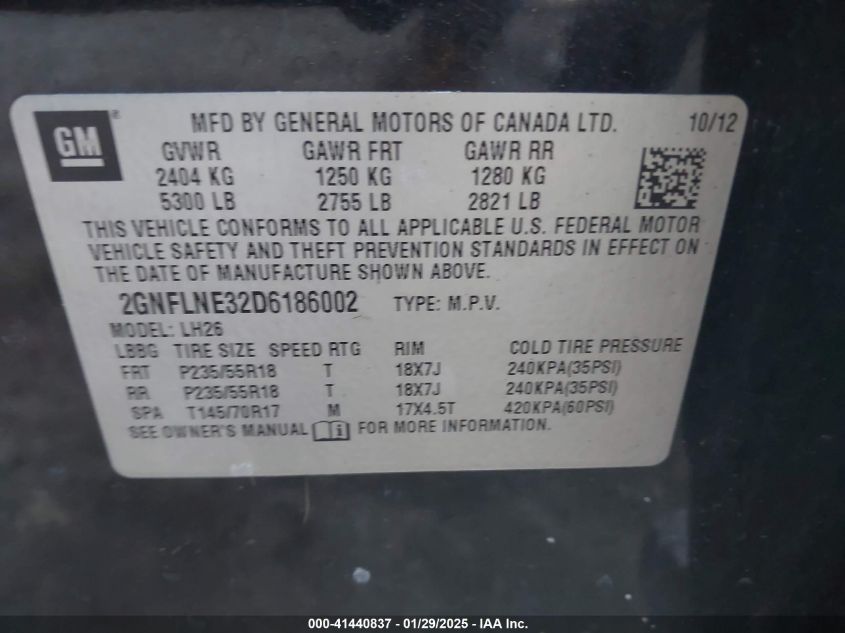 GM ® MFD BY GENERAL MOTORS OF CANADA LTD. 10/12
GVWR GAWR FRT GAWR RR
2404 KG 1250 KG 1280 KG
5300 LB 2755 LB 2821 LB
THIS VEHICLE CONFORMS TO ALL APPLICABLE U.S. FEDERAL MOTOR
VEHICLE SAFETY AND THEFT PREVENTION STANDARDS IN EFFECT ON
THE DATE OF MANUFACTURE SHOWN ABOVE.
2GNFLNE32D6186002 TYPE: M.P.V.
MODEL: LH26
LBBG TIRE SIZE SPEED RTG RIM COLD TIRE PRESSURE
FRT P235/55R18 T 18X7J 240KPA(35PSI)
RR P235/55R18 T 18X7J 240KPA(35PSI)
SPA T145/70R17 M 17X4.5T 420KPA(60PSI)
SEE OWNER'S MANUAL i FOR MORE INFORMATION.
000-41440837 - 01/29/2025 - IAA Inc.